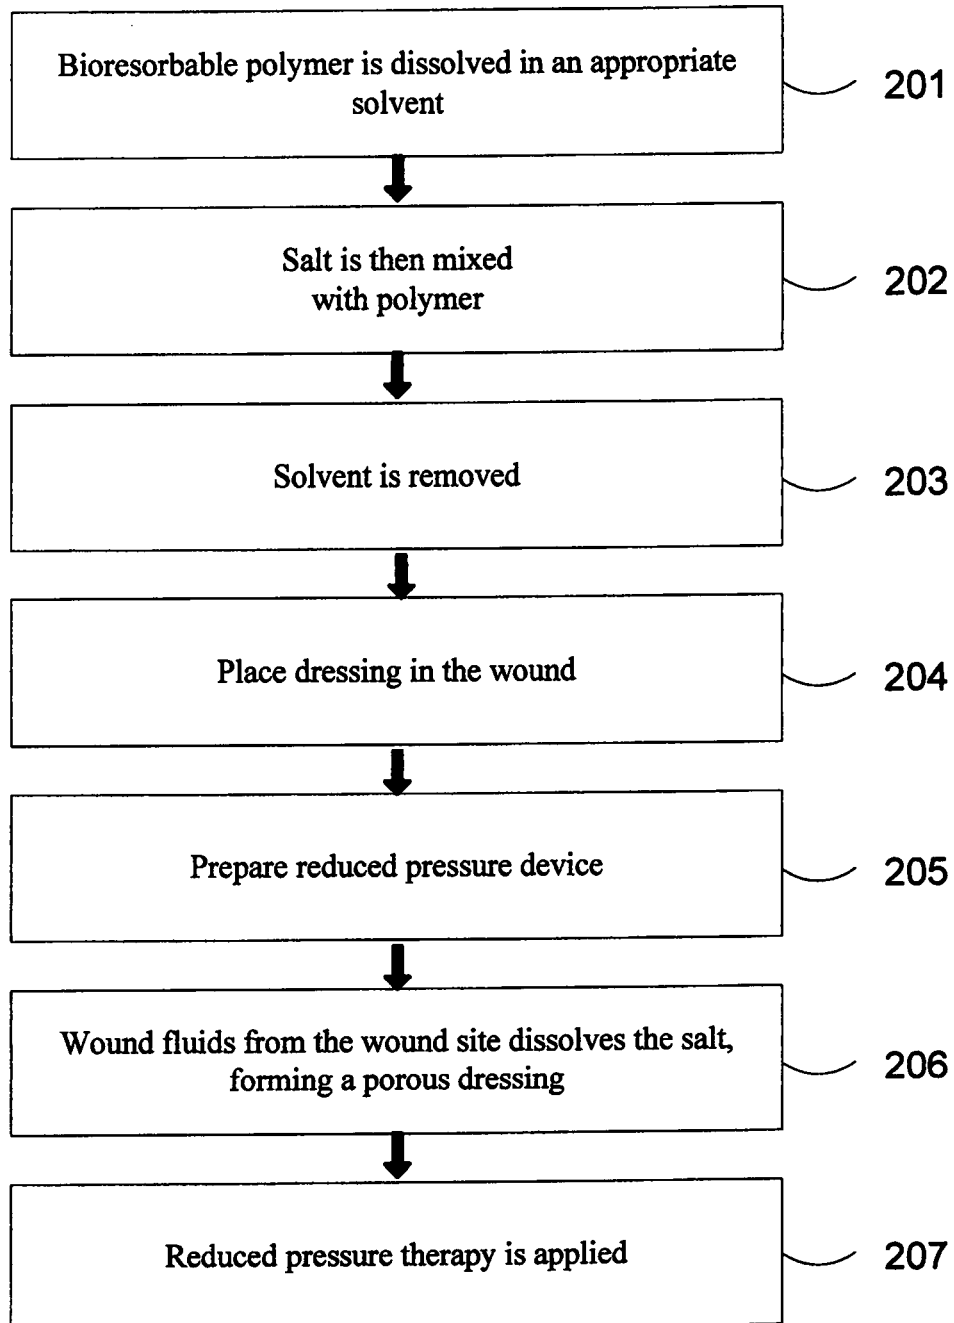 Bioresorbable polymer is dissolved in an appropriate
solvent
201
Salt is then mixed
with polymer
202
Solvent is removed
203
Place dressing in the wound
204
Prepare reduced pressure device
205
Wound fluids from the wound site dissolves the salt,
forming a porous dressing
206
Reduced pressure therapy is applied
207